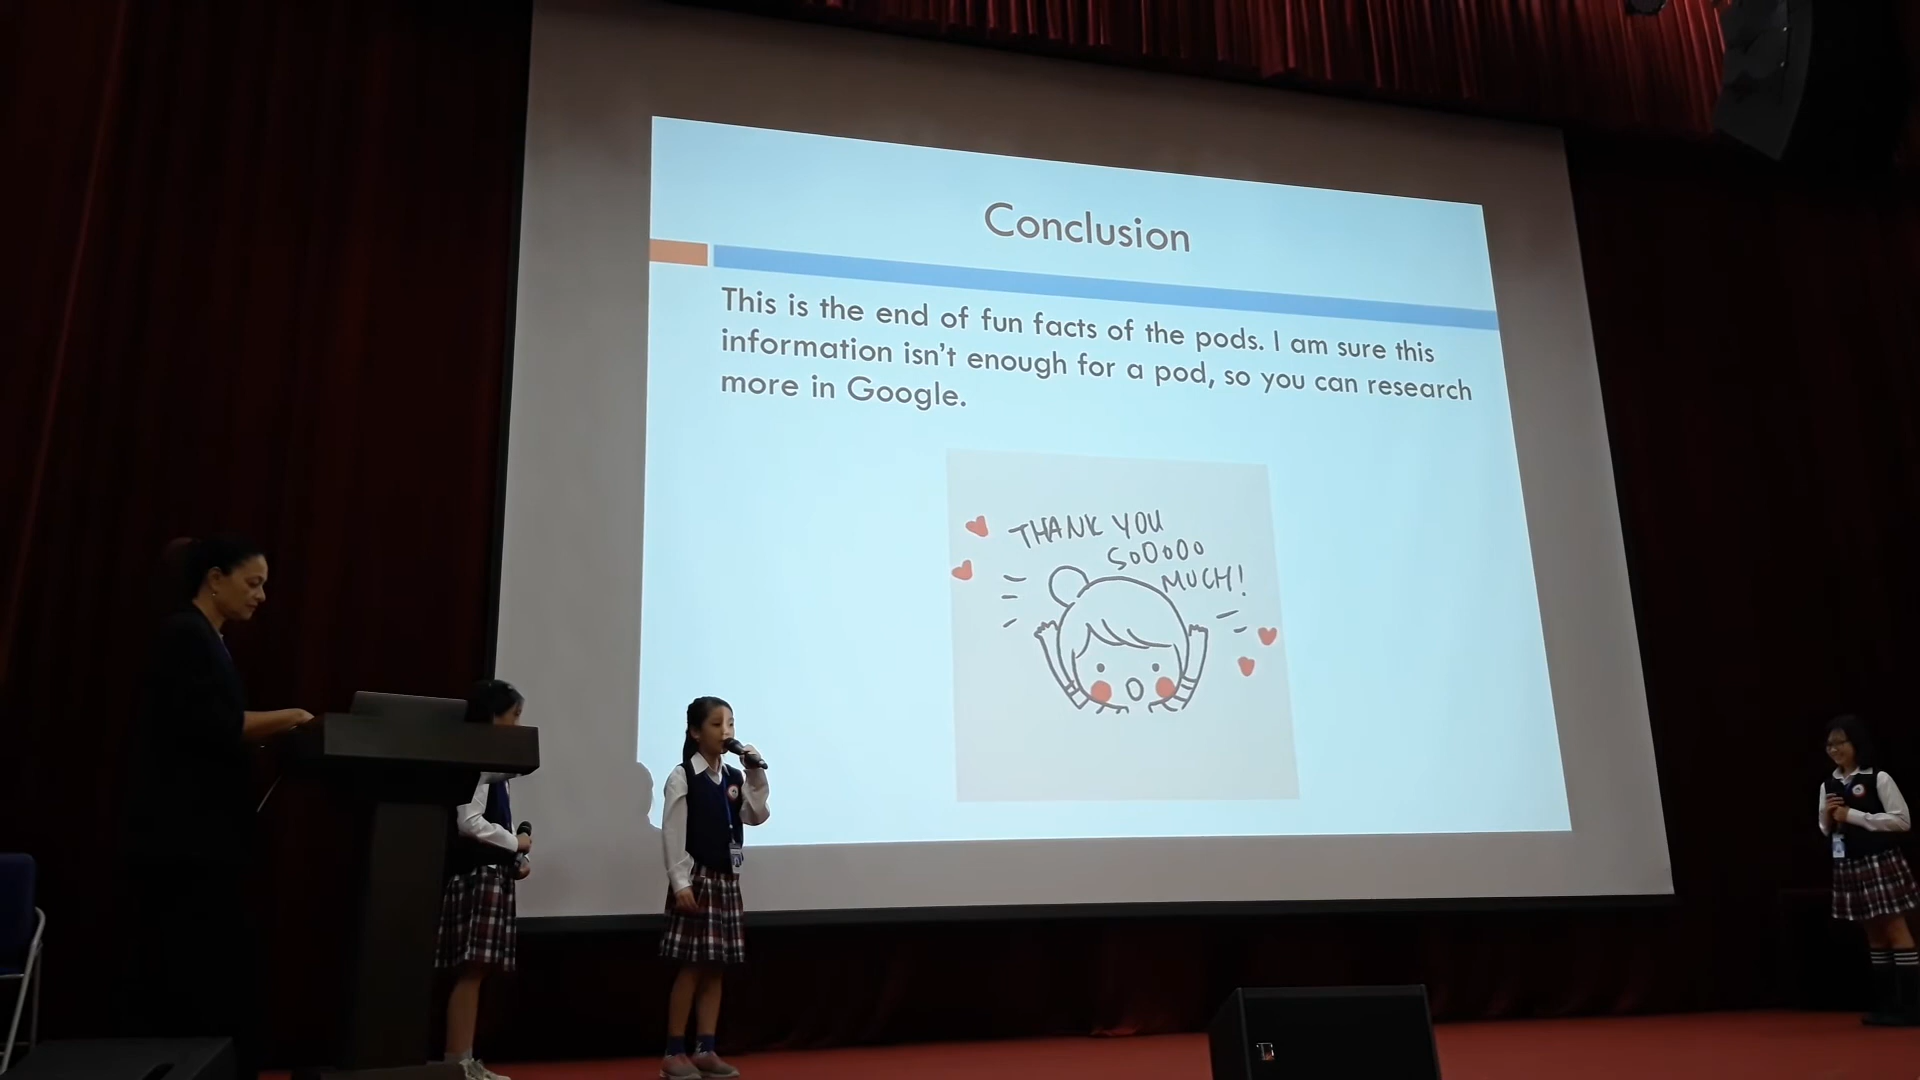 Conclusion
This is the end of fun facts of the pods. I am sure this
information isn't enough for a pod, so you can research
more in Google.
THANK YOU
SOOOOO
MUCH!